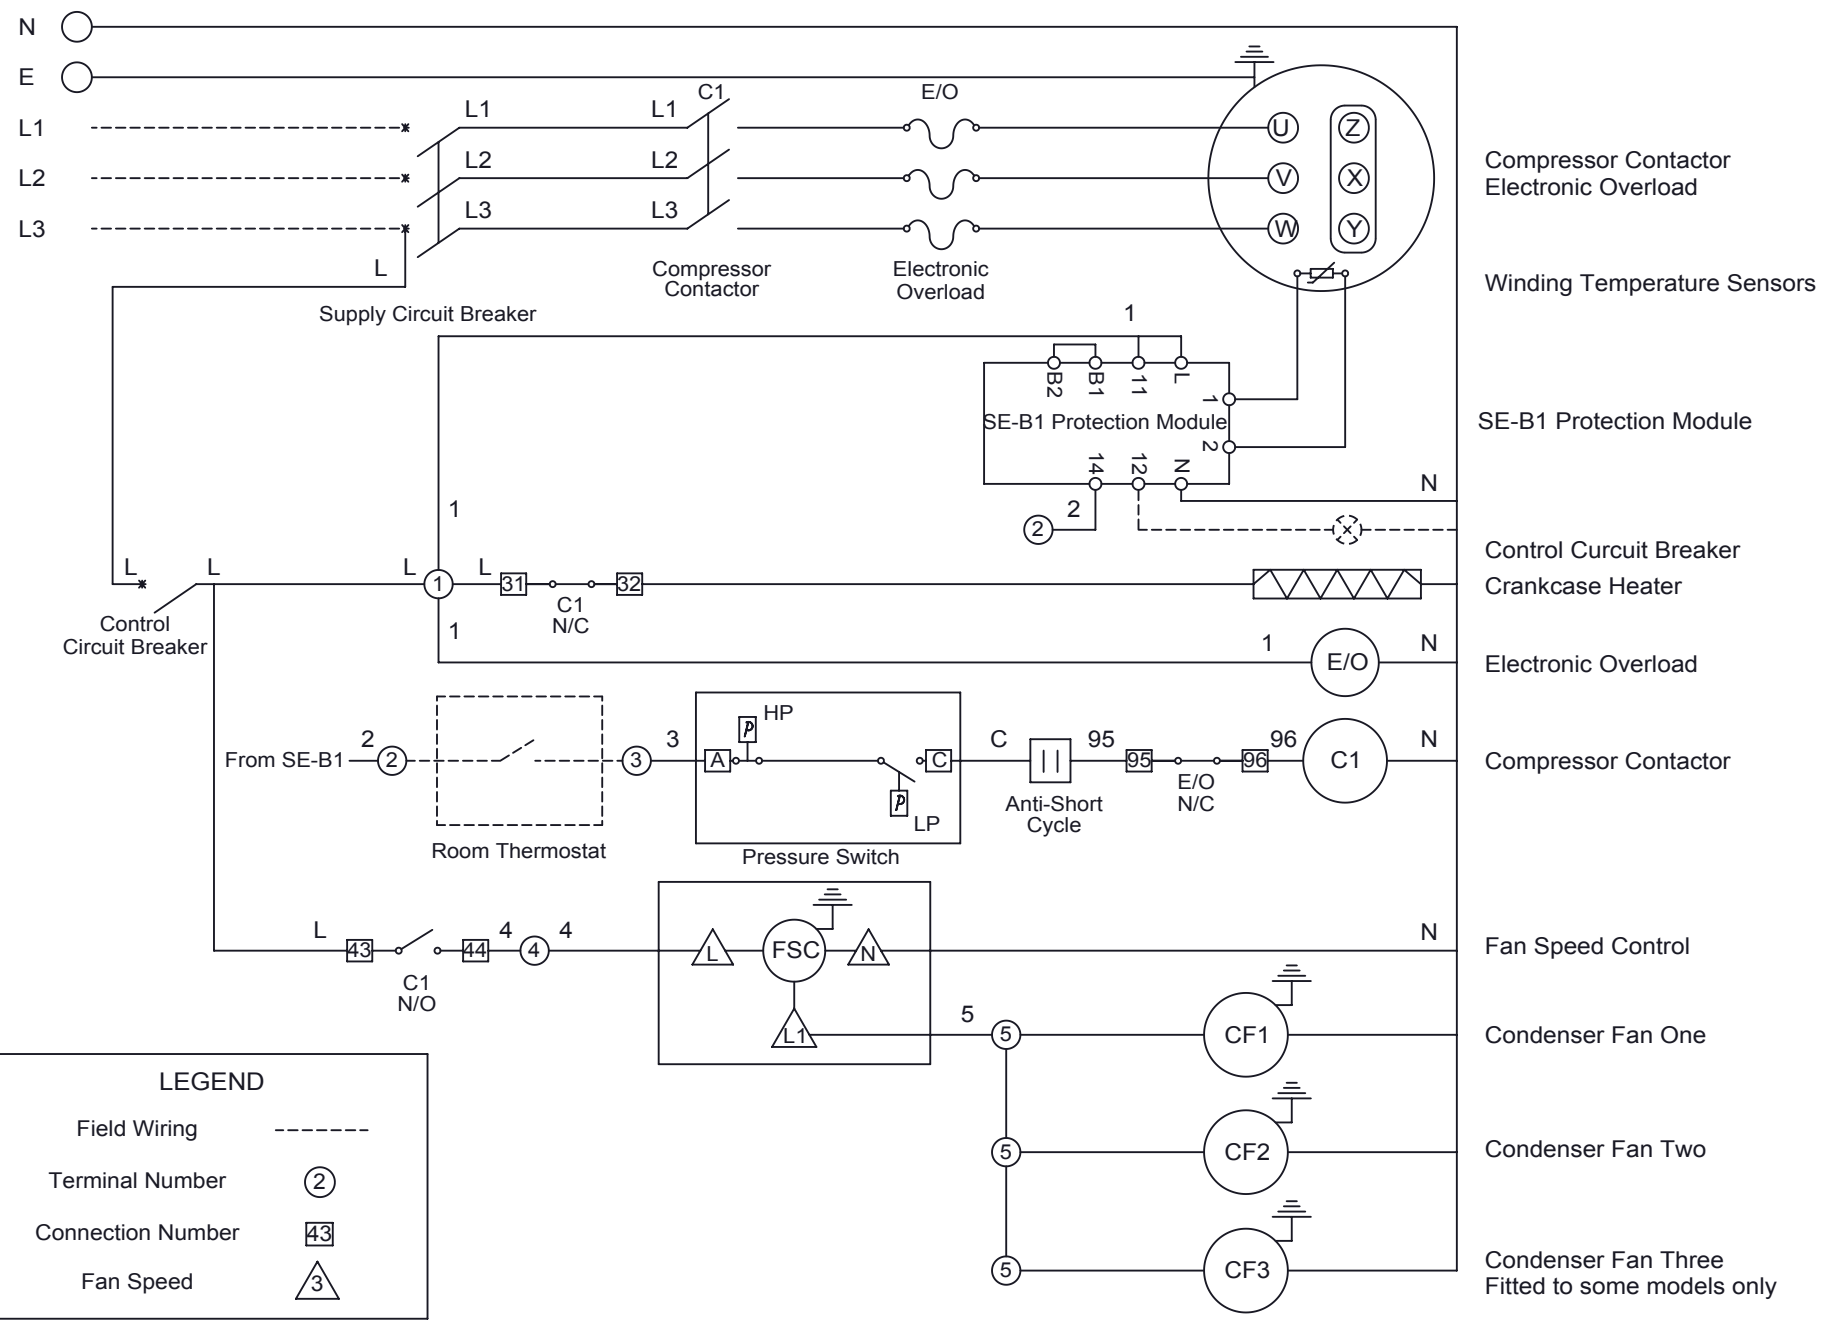 N
E
C1
E/O
L1 L1 L1
U Z
L2 L2 L2
V X
Compressor Contactor
Electronic Overload
L3 L3 L3
W Y
L
Compressor
Contactor
Electronic
Overload
Winding Temperature Sensors
Supply Circuit Breaker
1
B2 B1 11 L
1
SE-B1 Protection Module
2
SE-B1 Protection Module
14 12 N
N
1
2
2
Control Curcuit Breaker
L L L 1 L 31 32
Crankcase Heater
C1
N/C
Control
Circuit Breaker
1
1 E/O N
Electronic Overload
HP
From SE-B1 2 2 3 3 A C C 95 95 96 96 C1 N
Compressor Contactor
E/O
N/C
Anti-Short
Cycle
P
P
LP
Room Thermostat
Pressure Switch
L 43 44 4 4 4 L FSC N N
Fan Speed Control
C1
N/O
L1 5 5 CF1
Condenser Fan One
5 CF2
Condenser Fan Two
5 CF3
Condenser Fan Three
Fitted to some models only
LEGEND
Field Wiring
Terminal Number 2
Connection Number 43
Fan Speed 3